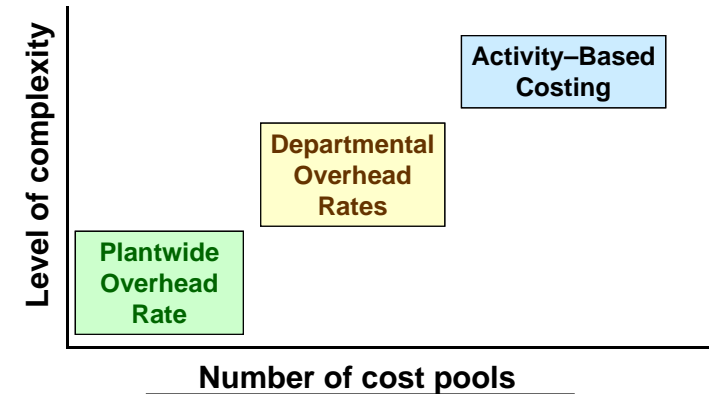 Level of complexity
Activity–Based
Costing
Departmental
Overhead
Rates
Plantwide
Overhead
Rate
Number of cost pools